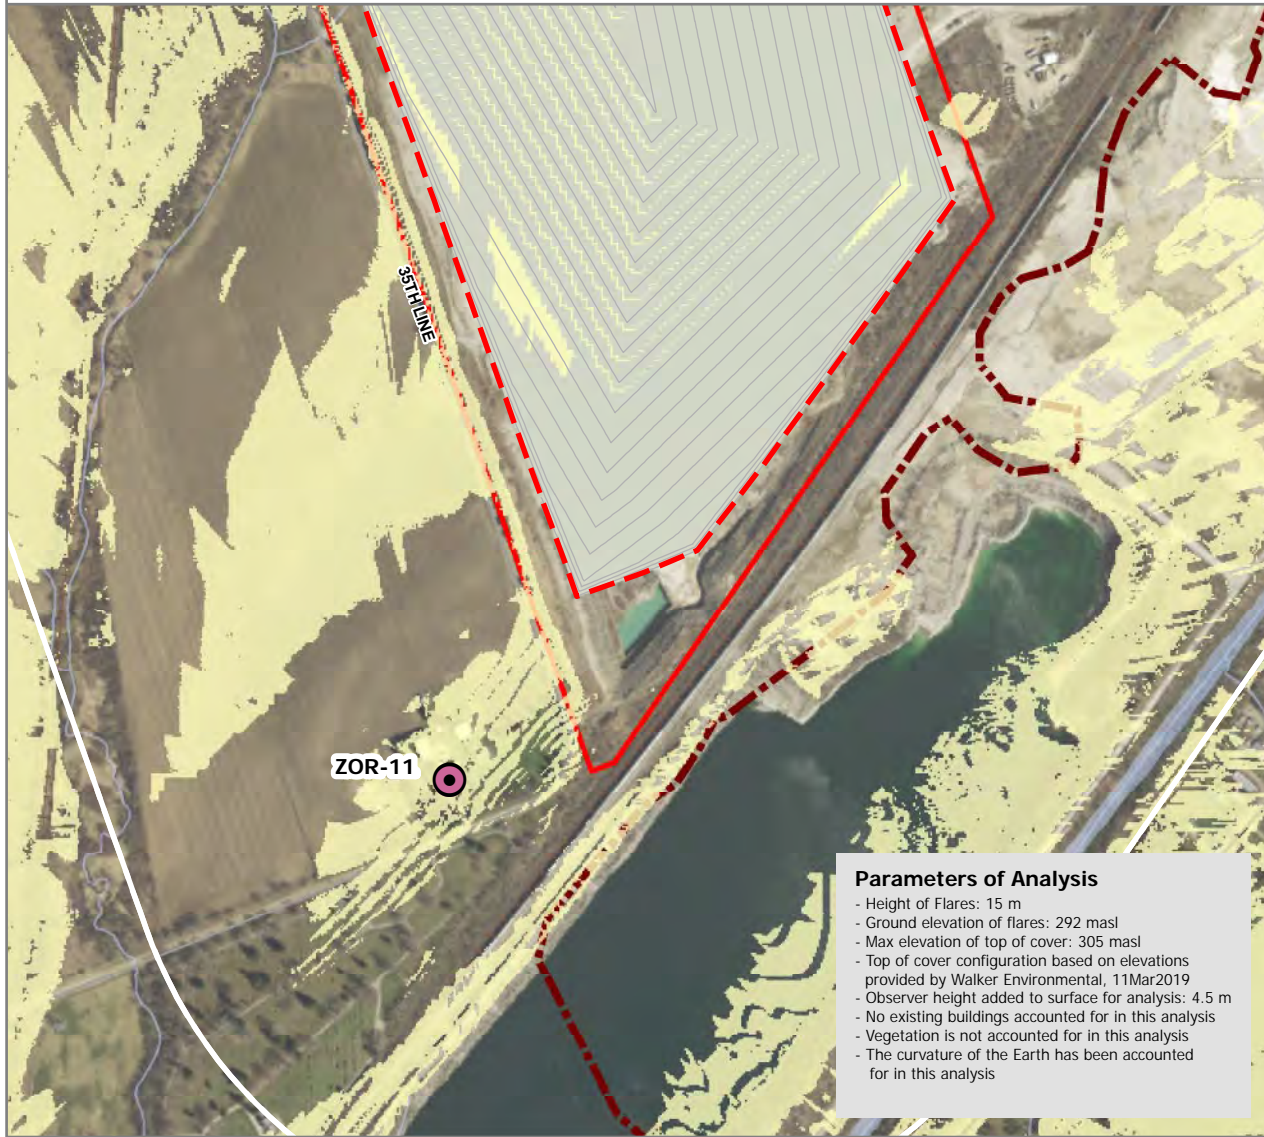 35TH LINE
ZOR-11
Parameters of Analysis
- Height of Flares: 15 m
- Ground elevation of flares: 292 masl
- Max elevation of top of cover: 305 masl
- Top of cover configuration based on elevations
provided by Walker Environmental, 11Mar2019
- Observer height added to surface for analysis: 4.5 m
- No existing buildings accounted for in this analysis
- Vegetation is not accounted for in this analysis
- The curvature of the Earth has been accounted
for in this analysis